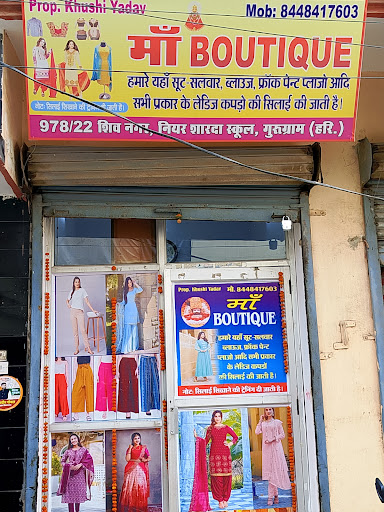 Prop. Khushi Yadav
Mob: 8448417603
माँ BOUTIQUE
हमारे यहाँ सूट-सलवार, ब्लाउज, फ्रॉक पेन्ट प्लाजो आदि
सभी प्रकार के लेडिज कपड़ो की सिलाई की जाती है।
नोटः सिलाई सिखाने की ट्रेनिंग दी जाती है।
978/22 शिव नगर, नियर शारदा स्कूल, गुरुग्राम (हरि.)
Prop. Khushi Yadav
मो. 8448417603
माँ
BOUTIQUE
हमारे यहाँ सूट-सलवार
ब्लाउज, फ्रॉक पेन्ट
प्लाजो आदि सभी प्रकार
के लेडिज कपड़ो
की सिलाई की जाती है।
नोटः सिलाई सिखाने की ट्रेनिंग दी जाती है।